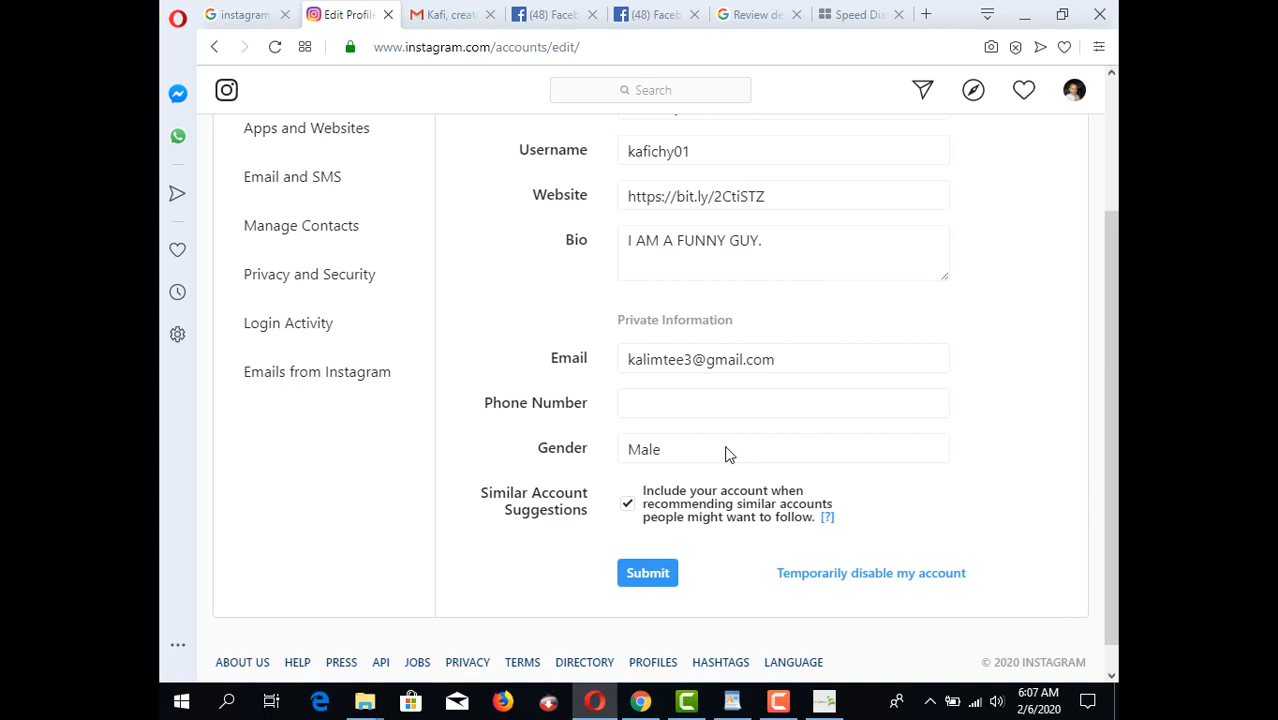 instagram
Edit Profile
Kafi, creat
(48) Faceb
(48) Faceb
Review de
Speed Dia
www.instagram.com/accounts/edit/
Search
Apps and Websites
Email and SMS
Manage Contacts
Privacy and Security
Login Activity
Emails from Instagram
Username
kafichy01
Website
https://bit.ly/2CtiSTZ
Bio
I AM A FUNNY GUY.
Private Information
Email
kalimtee3@gmail.com
Phone Number
Gender
Male
Similar Account
Suggestions
Include your account when
recommending similar accounts
people might want to follow. [?]
Submit
Temporarily disable my account
ABOUT US HELP PRESS API JOBS PRIVACY TERMS DIRECTORY PROFILES HASHTAGS LANGUAGE
© 2020 INSTAGRAM
6:07 AM
2/6/2020